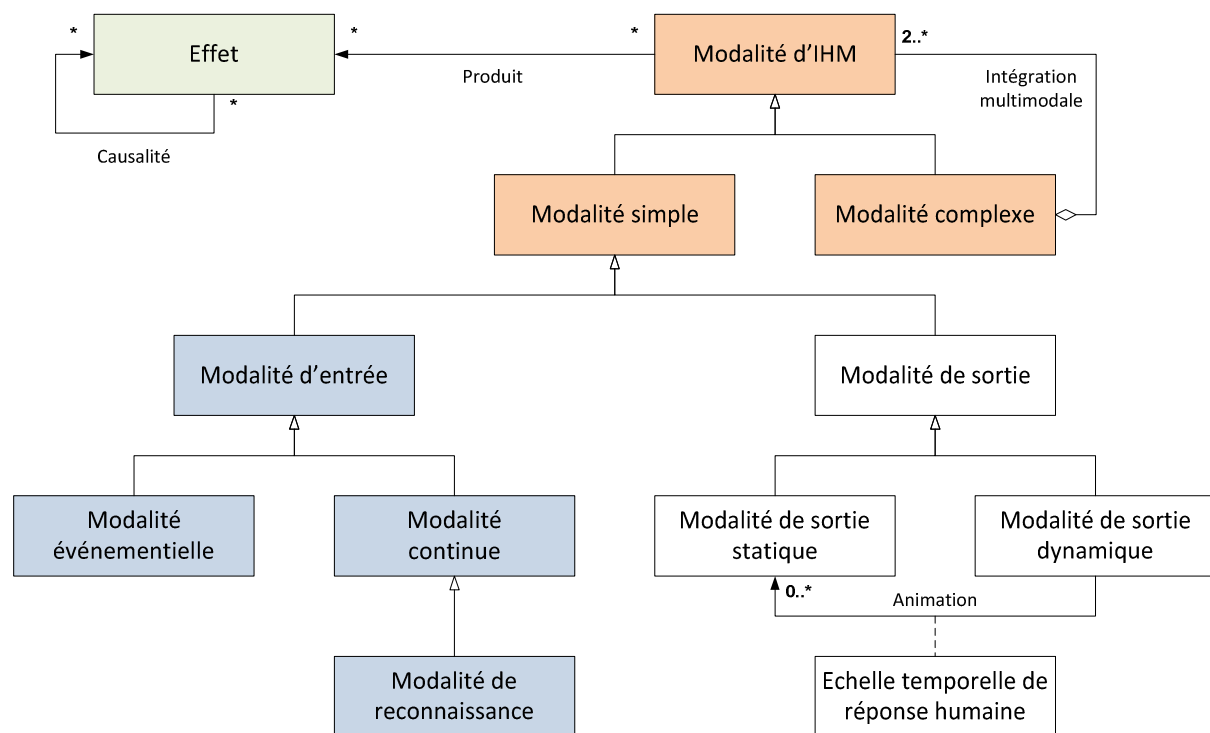 *
Effet
*
*
Modalité d'IHM
2..*
Produit
Intégration
multimodale
*
Causalité
Modalité simple
Modalité complexe
Modalité d'entrée
Modalité de sortie
Modalité
événementielle
Modalité
continue
Modalité de sortie
statique
Modalité de sortie
dynamique
0..*
Animation
Modalité de
reconnaissance
Echelle temporelle de
réponse humaine